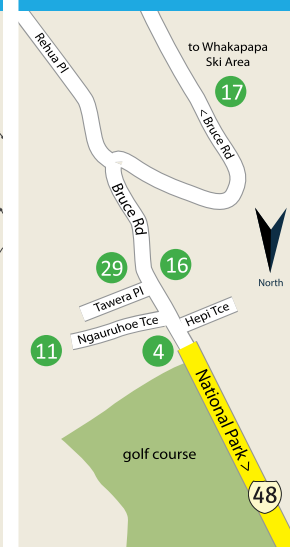 to Whakapapa
Ski Area
Rehua Pl
17
< Bruce Rd
Bruce Rd
North
29
16
Tawera Pl
Hepi Tce
Ngauruhoe Tce
11
4
National Park >
golf course
48